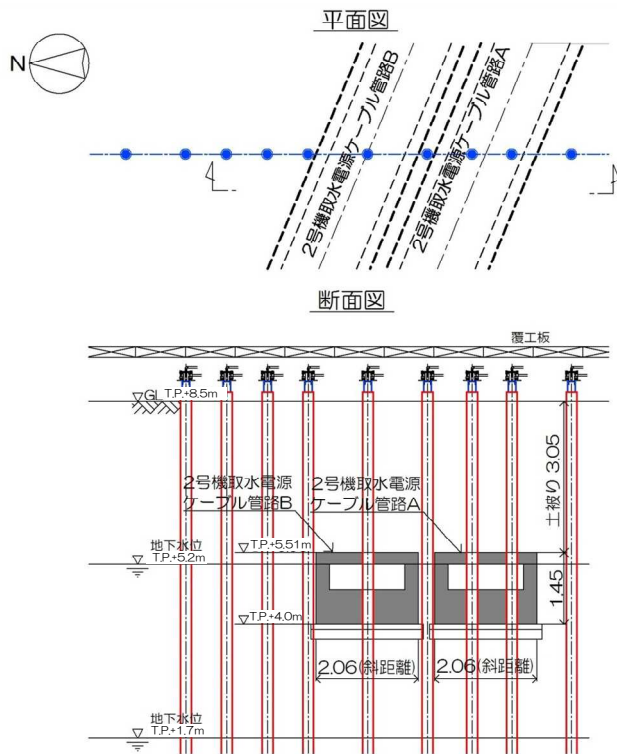 平面図
N
2号機取水電源ケーブル管路B
2号機取水電源ケーブル管路A
断面図
覆工板
GL T.P.+8.5m
土被り 3.05
2号機取水電源
ケーブル管路B
2号機取水電源
ケーブル管路A
地下水位
T.P.+5.2m
T.P.+5.51m
1.45
T.P.+4.0m
2.06(斜距離)
2.06(斜距離)
地下水位
T.P.+1.7m